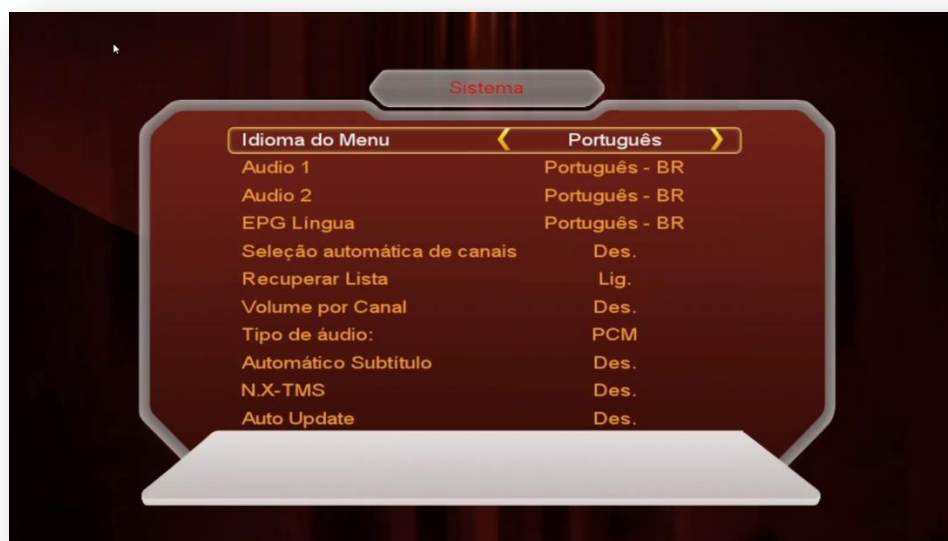 Sistema
Idioma do Menu Português
Audio 1 Português - BR
Audio 2 Português - BR
EPG Língua Português - BR
Seleção automática de canais Des.
Recuperar Lista Lig.
Volume por Canal Des.
Tipo de áudio: PCM
Automático Subtítulo Des.
N.X-TMS Des.
Auto Update Des.